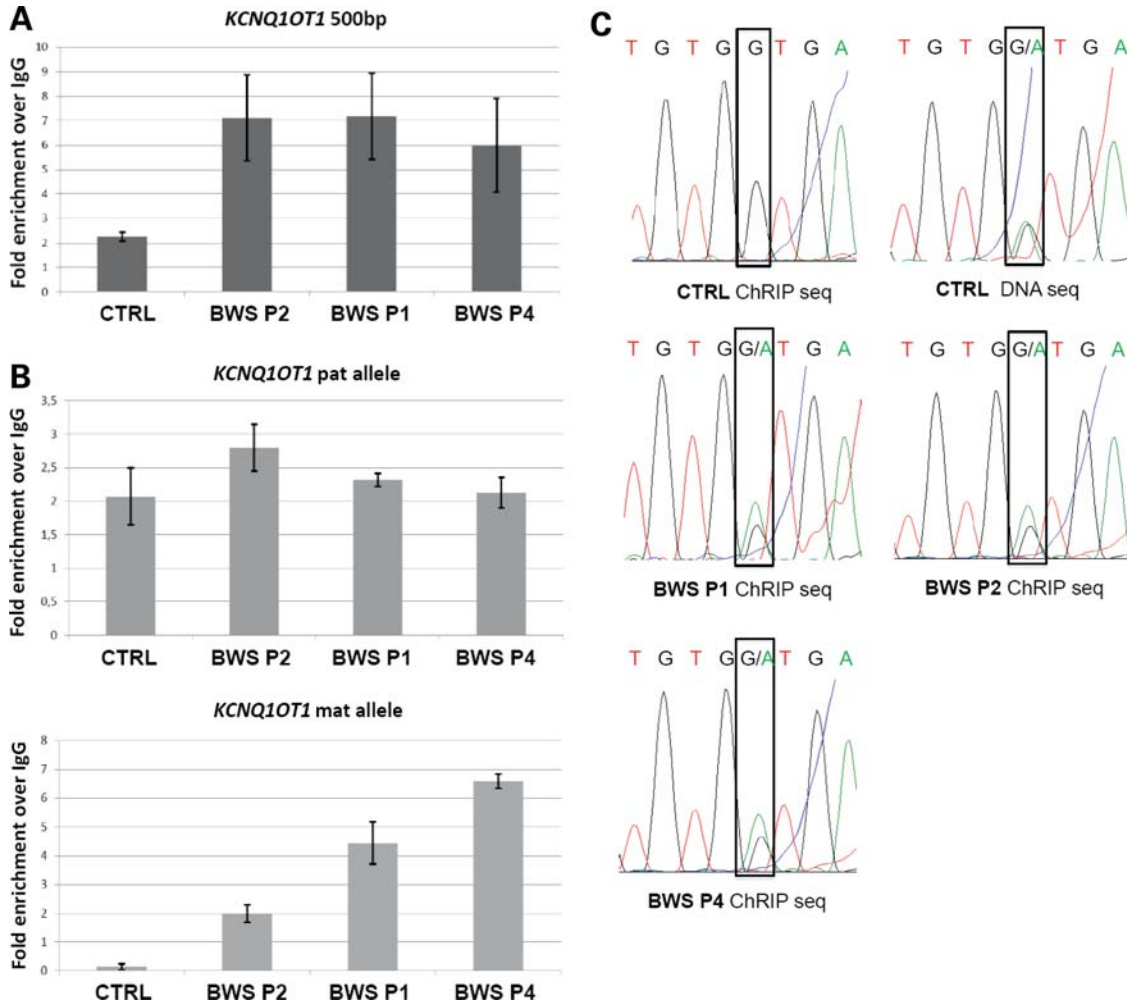 A
KCNQ1OT1 500bp
Fold enrichment over IgG
10
9
8
7
6
5
4
3
2
1
0
CTRL BWS P2 BWS P1 BWS P4
B
KCNQ1OT1 pat allele
Fold enrichment over IgG
3,5
3
2,5
2
1,5
1
0,5
0
CTRL BWS P2 BWS P1 BWS P4
KCNQ1OT1 mat allele
Fold enrichment over IgG
8
7
6
5
4
3
2
1
0
CTRL BWS P2 BWS P1 BWS P4
C
T G T G G T G A
CTRL ChRIP seq
T G T G G/A T G A
CTRL DNA seq
T G T G G/A T G A
BWS P1 ChRIP seq
T G T G G/A T G A
BWS P2 ChRIP seq
T G T G G/A T G A
BWS P4 ChRIP seq